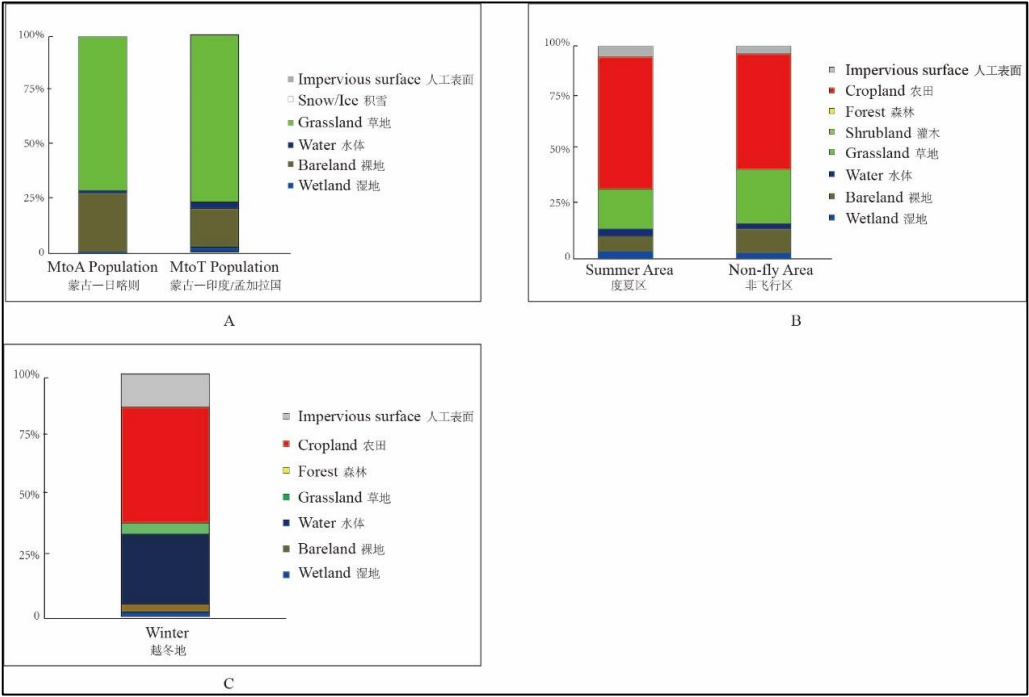 100%
75%
50%
25%
0
MtoA Population
蒙古—日喀则
MtoT Population
蒙古—印度/孟加拉国
Impervious surface 人工表面
Snow/Ice 积雪
Grassland 草地
Water 水体
Bareland 裸地
Wetland 湿地
A
100%
75%
50%
25%
0
Summer Area
度夏区
Non-fly Area
非飞行区
Impervious surface 人工表面
Cropland 农田
Forest 森林
Shrubland 灌木
Grassland 草地
Water 水体
Bareland 裸地
Wetland 湿地
B
100%
75%
50%
25%
0
Winter
越冬地
Impervious surface 人工表面
Cropland 农田
Forest 森林
Grassland 草地
Water 水体
Bareland 裸地
Wetland 湿地
C